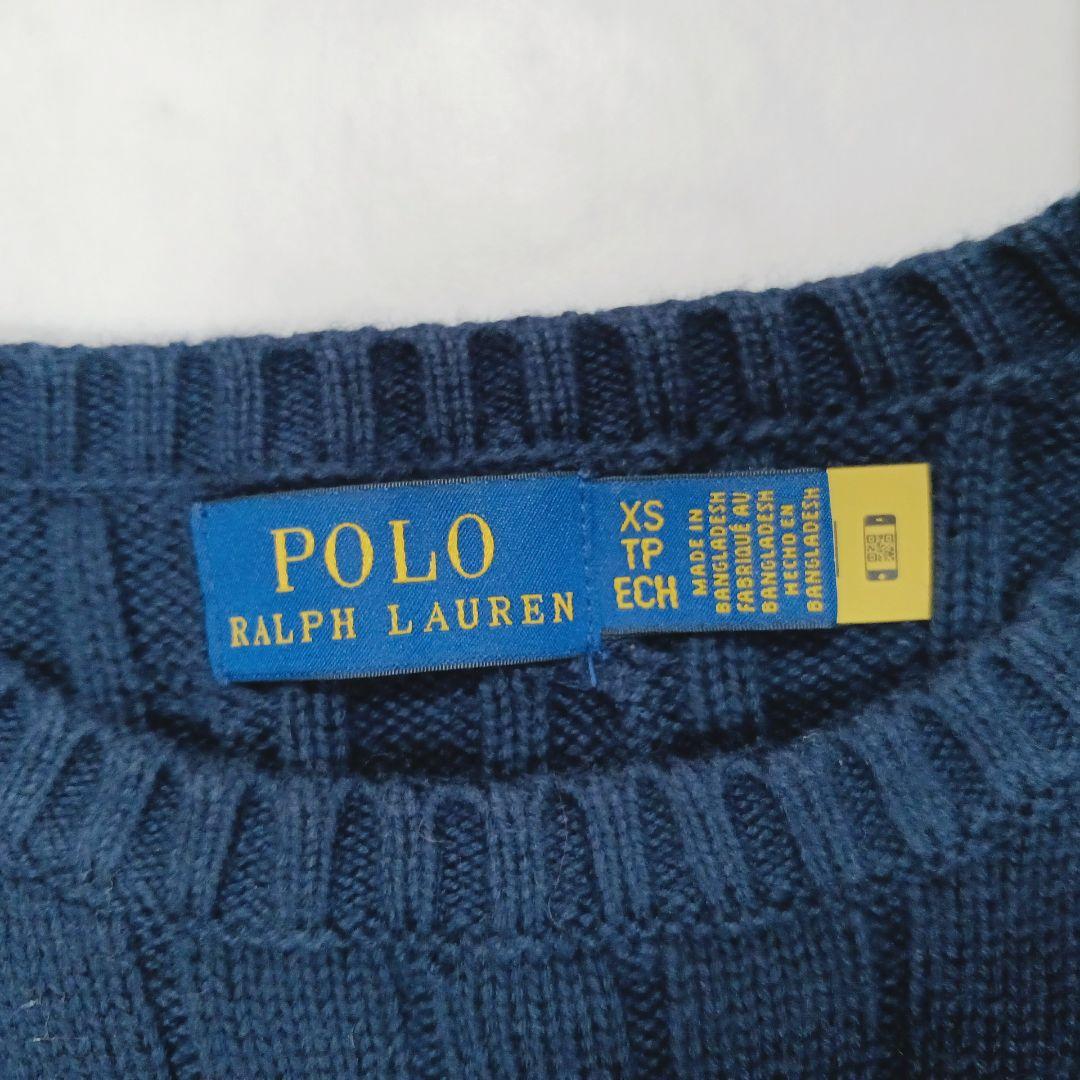 POLO
RALPH LAUREN
XS
TP
ECH
MADE IN
BANGLADESH
FABRIQUÉ AU
BANGLADESH
HECHO EN
BANGLADESH